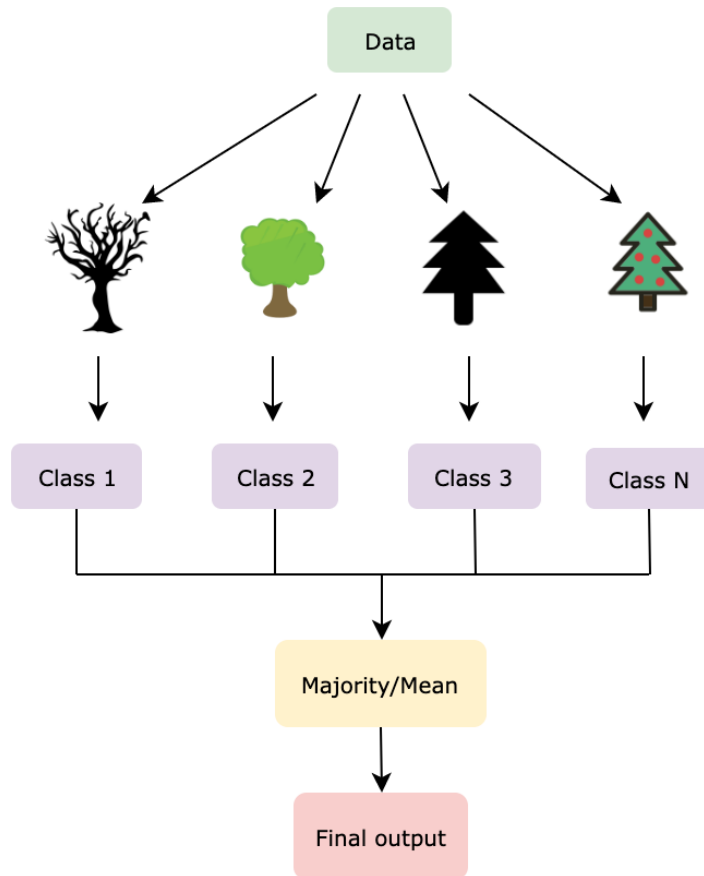 Data
Class 1
Class 2
Class 3
Class N
Majority/Mean
Final output